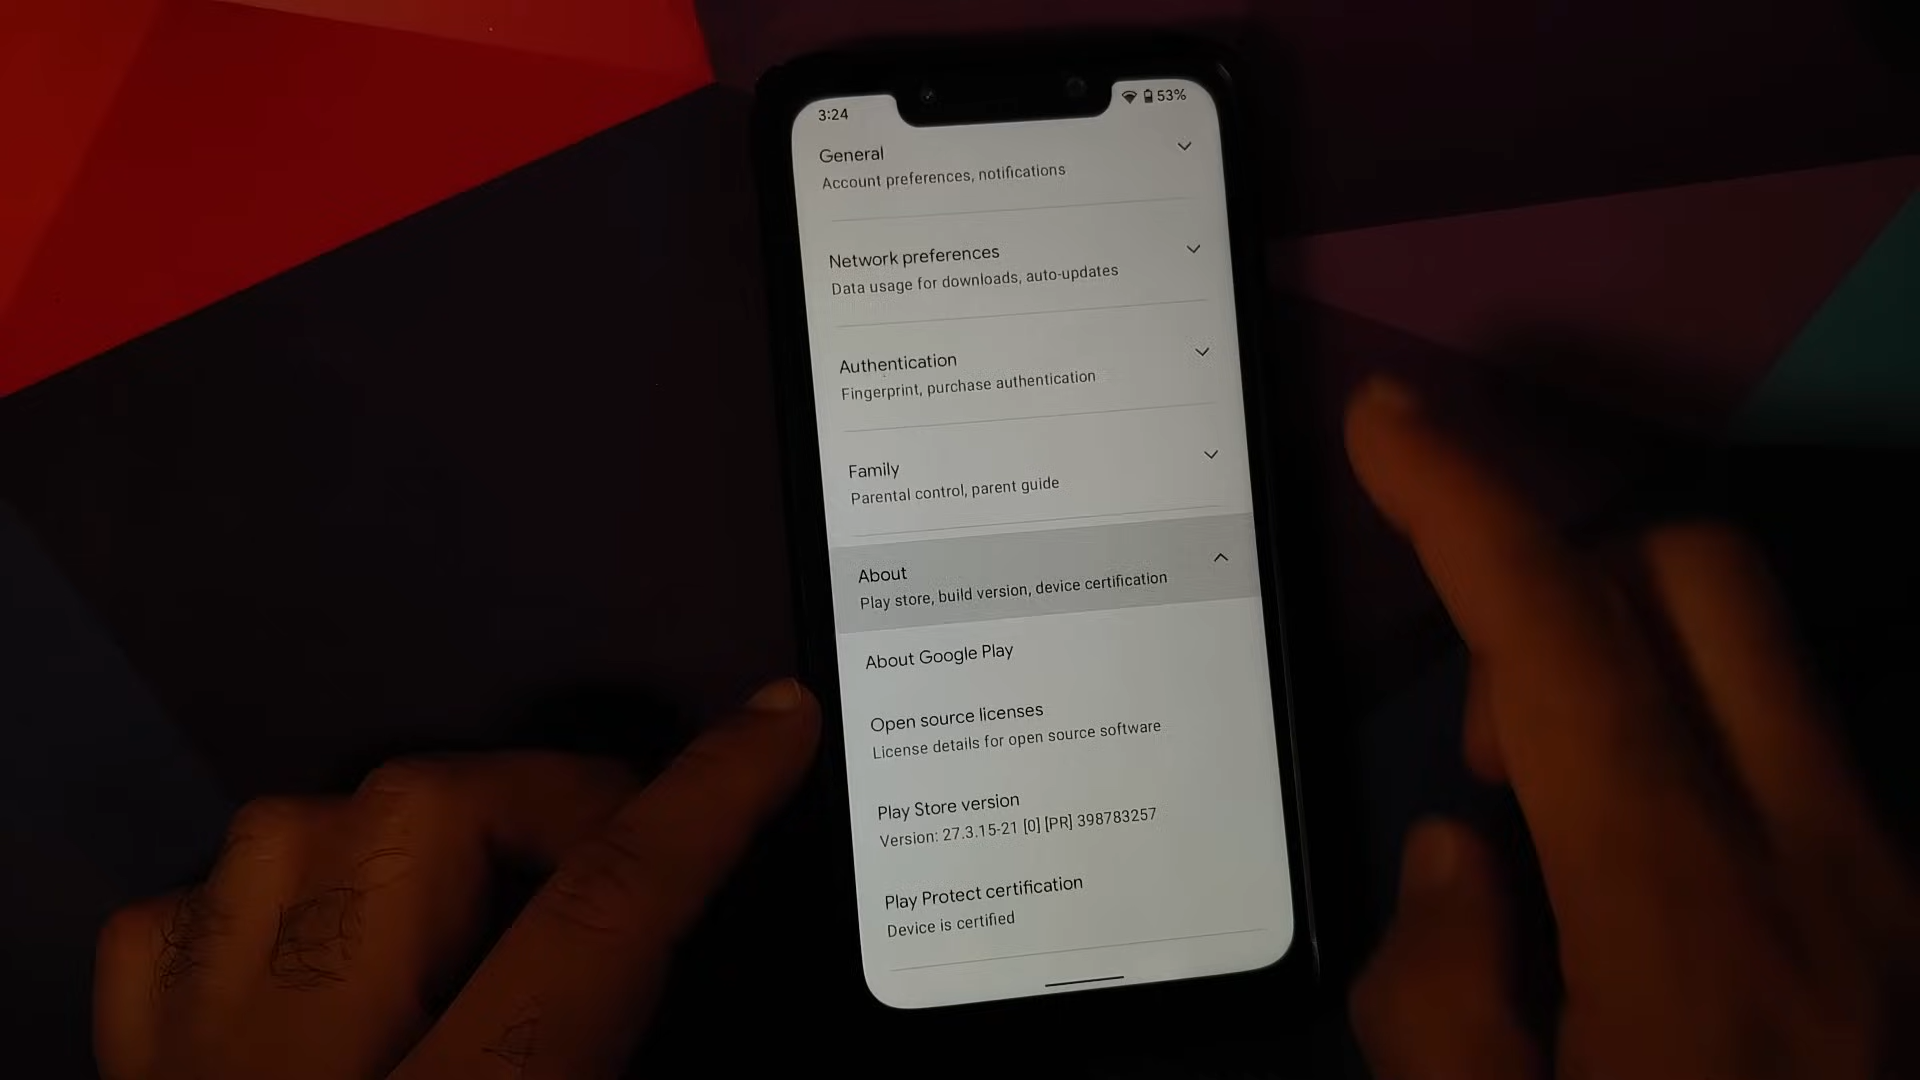 3:24
53%
General
Account preferences, notifications
Network preferences
Data usage for downloads, auto-updates
Authentication
Fingerprint, purchase authentication
Family
Parental control, parent guide
About
Play store, build version, device certification
About Google Play
Open source licenses
License details for open source software
Play Store version
Version: 27.3.15-21 [0] [PR] 398783257
Play Protect certification
Device is certified